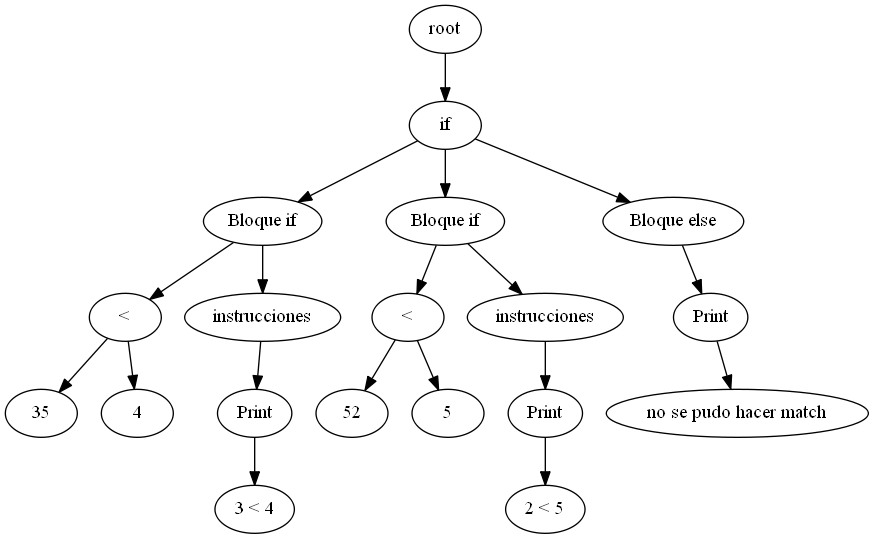 root
if
Bloque if
Bloque if
Bloque else
<
instrucciones
<
instrucciones
Print
35
4
Print
52
5
Print
no se pudo hacer match
3 < 4
2 < 5